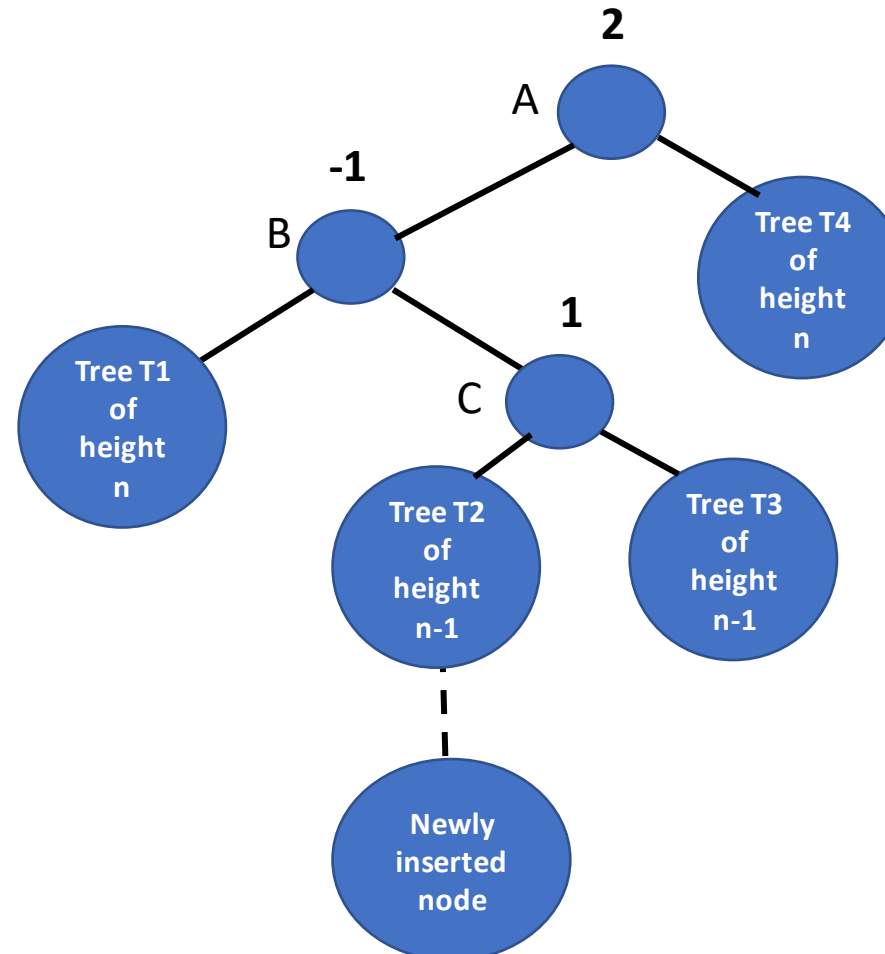 2
A
-1
B
Tree T4
of
height
n
1
C
Tree T1
of
height
n
Tree T2
of
height
n-1
Tree T3
of
height
n-1
Newly
inserted
node